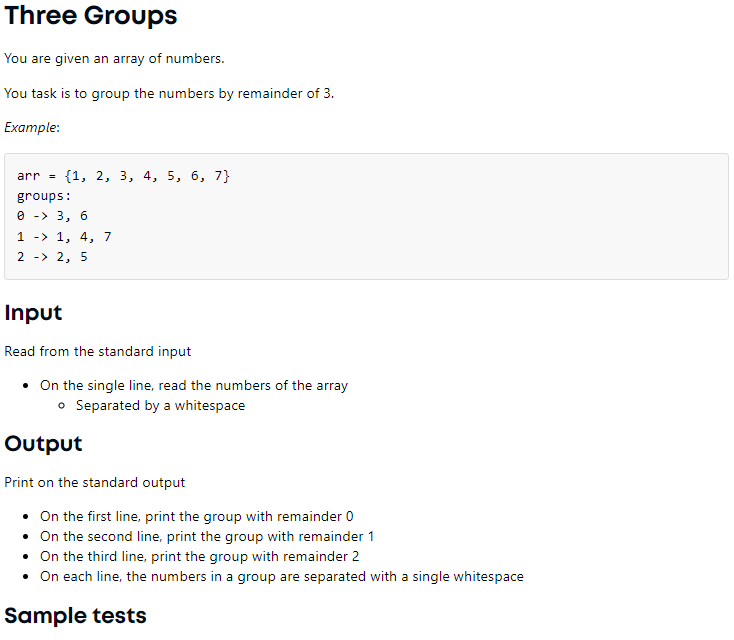 Three Groups
You are given an array of numbers.
You task is to group the numbers by remainder of 3.
Example:
arr = {1, 2, 3, 4, 5, 6, 7}
groups:
0 -> 3, 6
1 -> 1, 4, 7
2 -> 2, 5
Input
Read from the standard input
• On the single line, read the numbers of the array
◦ Separated by a whitespace
Output
Print on the standard output
• On the first line, print the group with remainder 0
• On the second line, print the group with remainder 1
• On the third line, print the group with remainder 2
• On each line, the numbers in a group are separated with a single whitespace
Sample tests